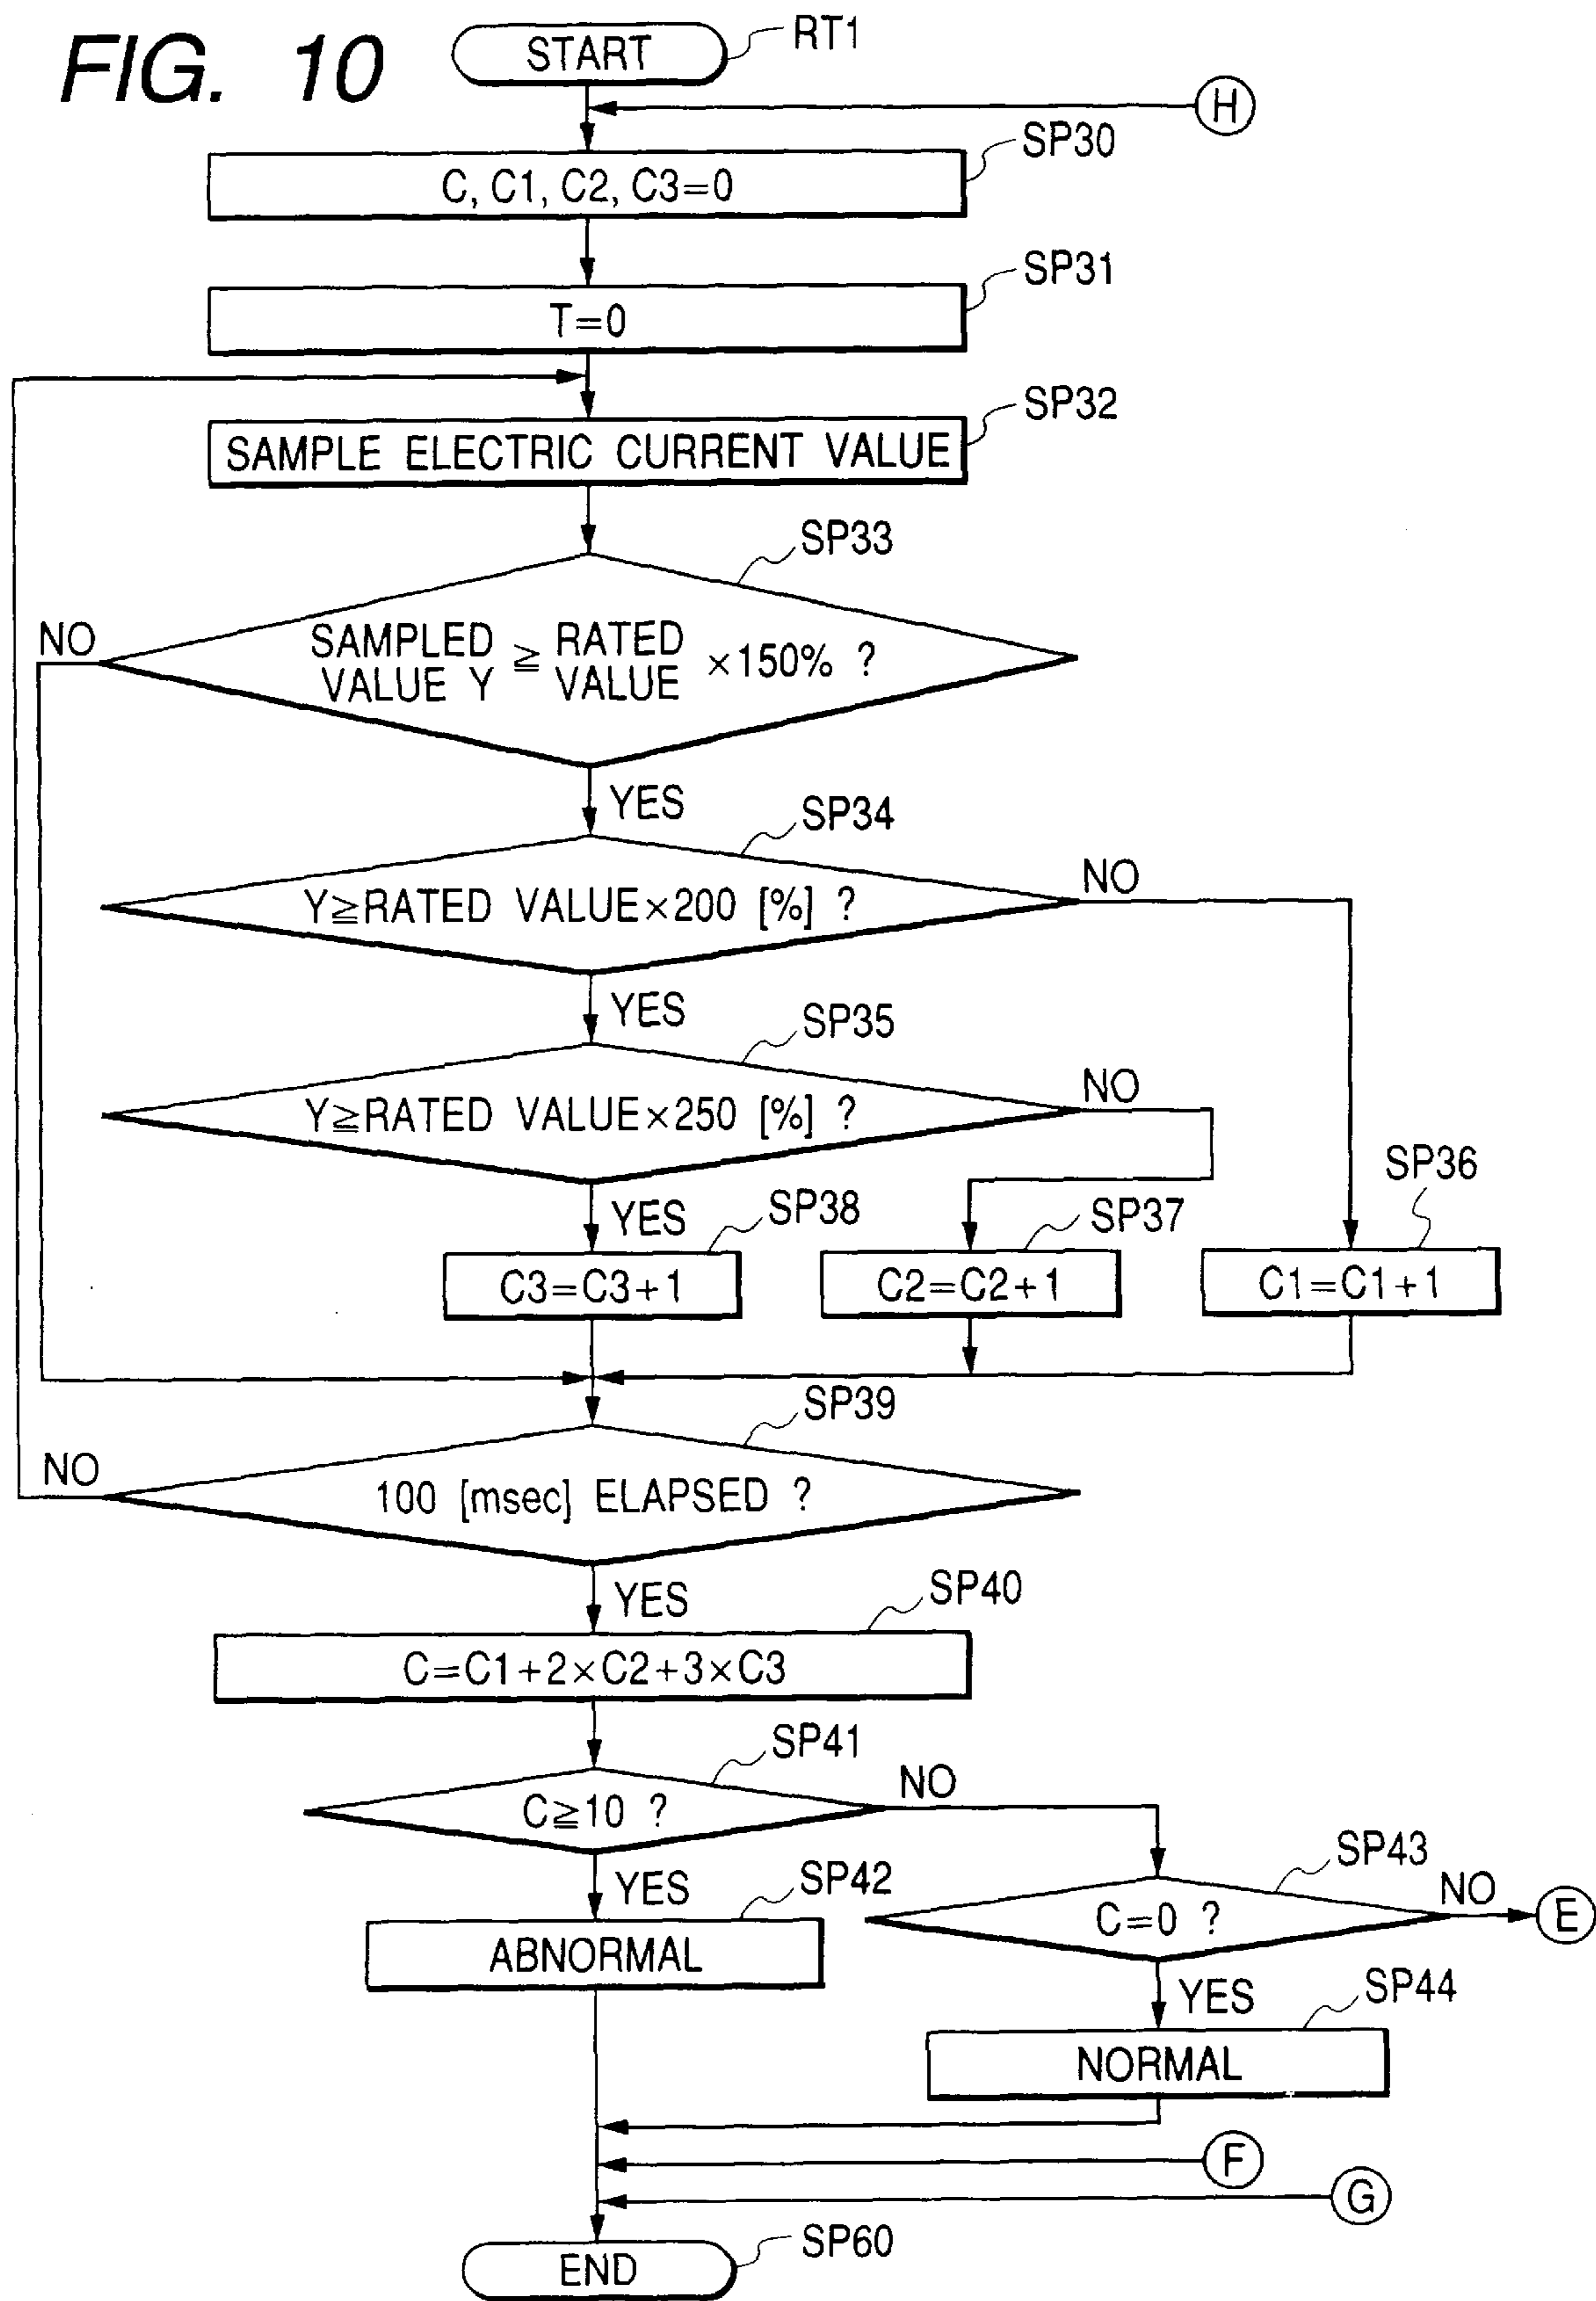 FIG. 10
START
RT1
H
SP30
C, C1, C2, C3=0
SP31
T=0
SP32
SAMPLE ELECTRIC CURRENT VALUE
SP33
NO
SAMPLED VALUE Y ≧ RATED VALUE ×150% ?
YES
SP34
NO
Y≧RATED VALUE×200 [%] ?
YES
SP35
NO
Y≧RATED VALUE×250 [%] ?
YES
SP38
SP37
SP36
C3=C3+1
C2=C2+1
C1=C1+1
SP39
NO
100 [msec] ELAPSED ?
YES
SP40
C=C1+2×C2+3×C3
SP41
NO
C≧10 ?
YES
SP42
SP43
NO
C=0 ?
E
ABNORMAL
YES
SP44
NORMAL
F
G
SP60
END